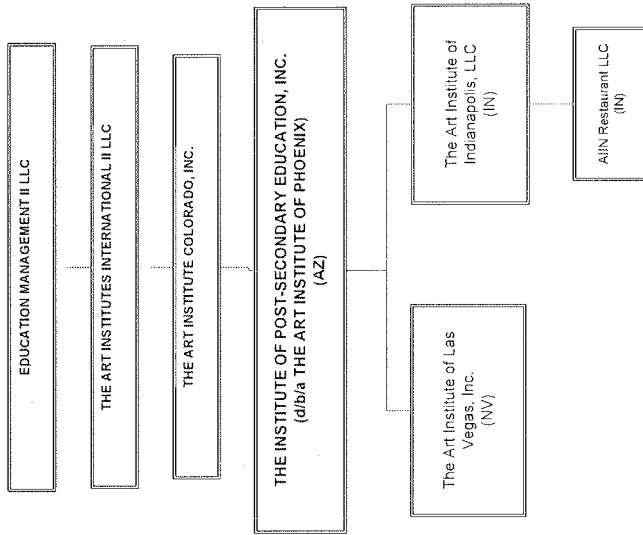 EDUCATION MANAGEMENT II LLC
THE ART INSTITUTES INTERNATIONAL II LLC
THE ART INSTITUTE COLORADO, INC.
THE INSTITUTE OF POST-SECONDARY EDUCATION, INC.
(d/b/a THE ART INSTITUTE OF PHOENIX)
(AZ)
The Art Institute of Las
Vegas, Inc.
(NV)
The Art Institute of
Indianapolis, LLC
(IN)
AIIN Restaurant LLC
(IN)